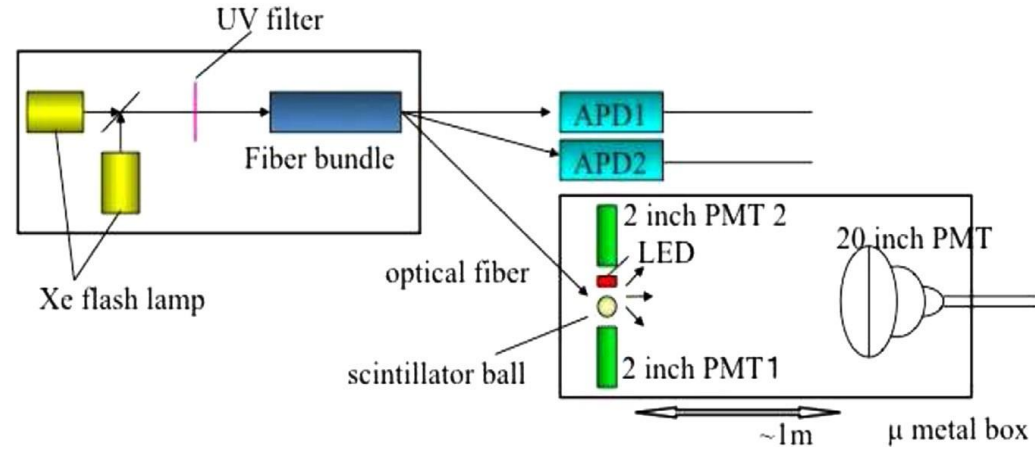 UV filter
Fiber bundle
Xe flash lamp
APD1
APD2
2 inch PMT 2
LED
20 inch PMT
optical fiber
scintillator ball
2 inch PMT1
~1m
μ metal box